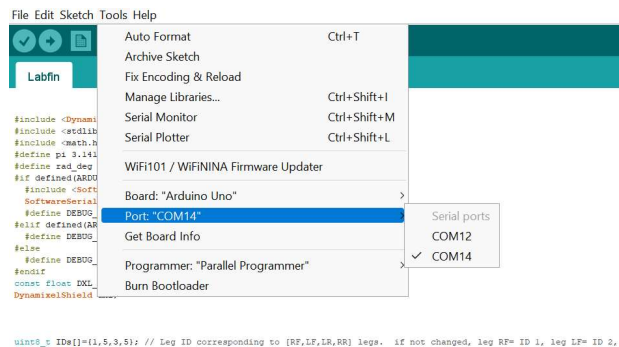 File Edit Sketch Tools Help
Auto Format Ctrl+T
Archive Sketch
Fix Encoding & Reload
Manage Libraries... Ctrl+Shift+I
Serial Monitor Ctrl+Shift+M
Serial Plotter Ctrl+Shift+L
WiFi101 / WiFiNINA Firmware Updater
Board: "Arduino Uno"
Port: "COM14"
Get Board Info
Programmer: "Parallel Programmer"
Burn Bootloader
Serial ports
COM12
✓ COM14
Labfin
#include <Dynami
#include <stdlib
#include <math.h
#define pi 3.141
#define rad_deg
#if defined(ARDU
#include <Soft
SoftwareSerial
#define DEBUG_
#elif defined(AR
#define DEBUG_
#else
#define DEBUG_
#endif
const float DXL_
DynamixelShield
uint8_t IDs[]={1,5,3,5}; // Leg ID corresponding to [RF,LF,LR,RR] legs. if not changed, leg RF= ID 1, leg LF= ID 2,